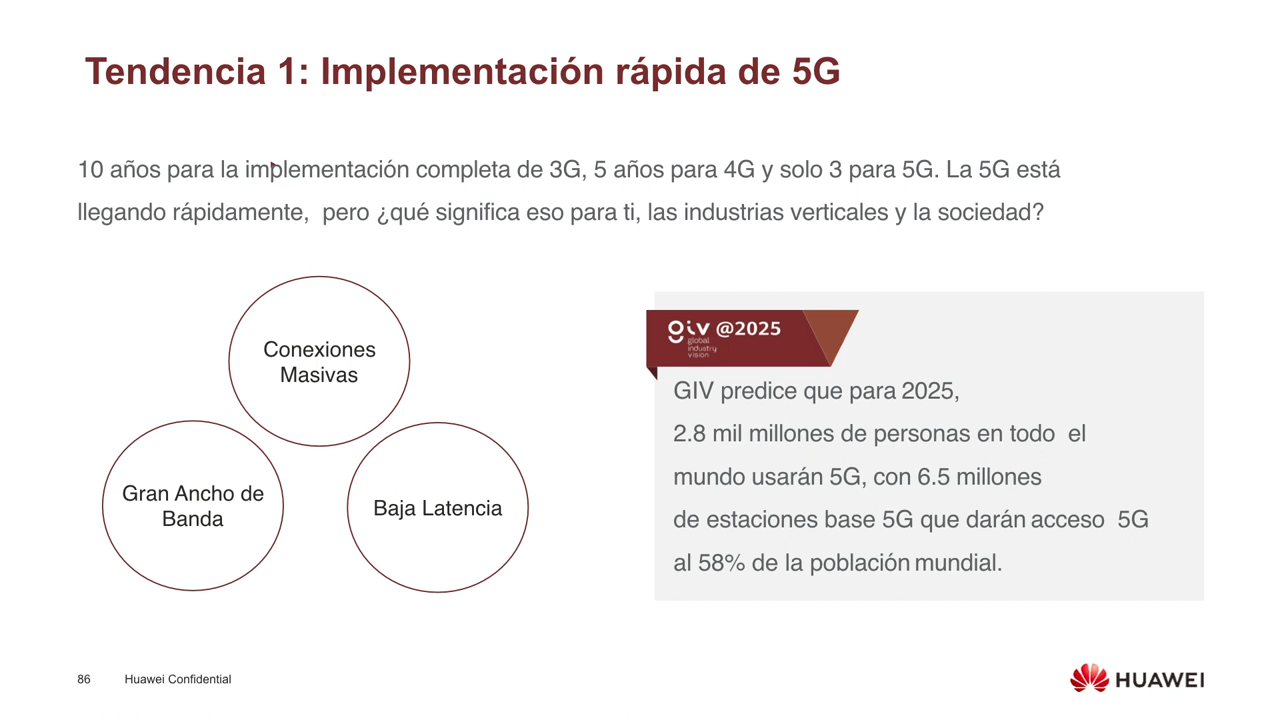 Tendencia 1: Implementación rápida de 5G
10 años para la implementación completa de 3G, 5 años para 4G y solo 3 para 5G. La 5G está
llegando rápidamente, pero ¿qué significa eso para ti, las industrias verticales y la sociedad?
Conexiones
Masivas
Gran Ancho de
Banda
Baja Latencia
giv @2025
global
industry
vision
GIV predice que para 2025,
2.8 mil millones de personas en todo el
mundo usarán 5G, con 6.5 millones
de estaciones base 5G que darán acceso 5G
al 58% de la población mundial.
86 Huawei Confidential
HUAWEI